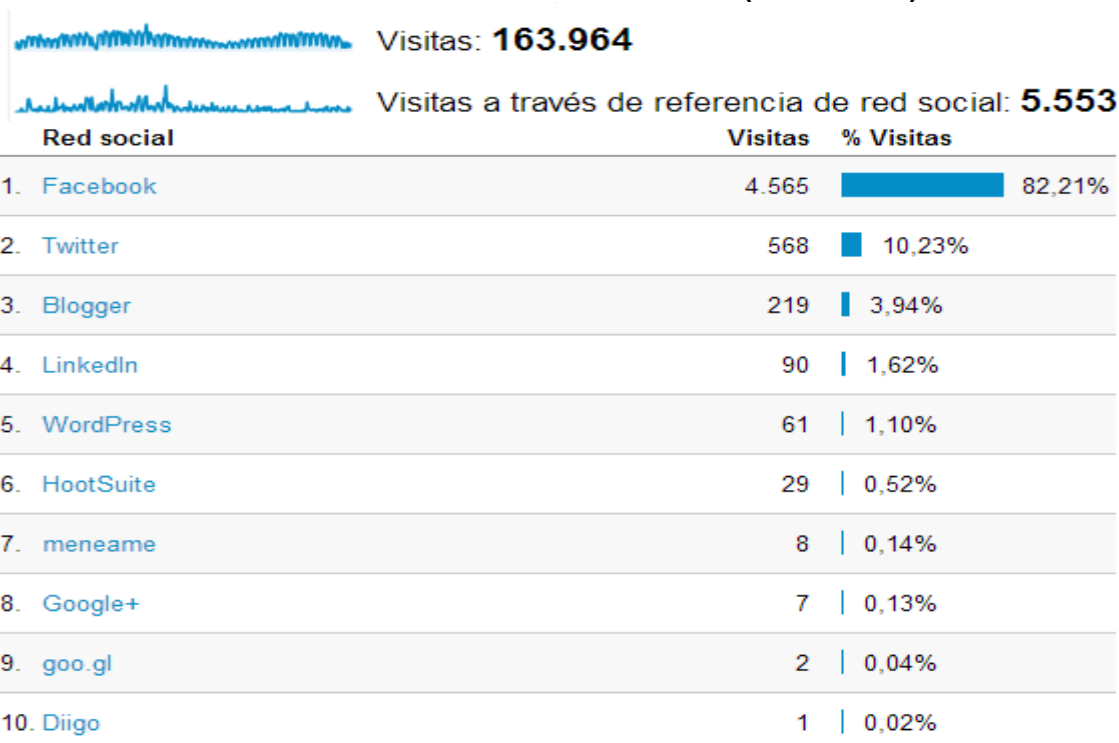 Visitas: 163.964
Visitas a través de referencia de red social: 5.553
Red social Visitas % Visitas
1. Facebook 4.565 82,21%
2. Twitter 568 10,23%
3. Blogger 219 3,94%
4. LinkedIn 90 1,62%
5. WordPress 61 1,10%
6. HootSuite 29 0,52%
7. meneame 8 0,14%
8. Google+ 7 0,13%
9. goo.gl 2 0,04%
10. Diigo 1 0,02%